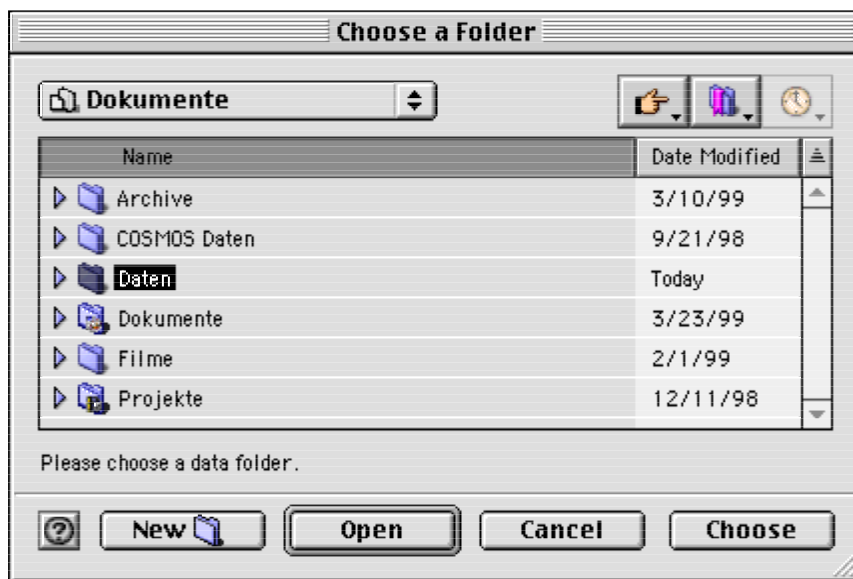 Choose a Folder
Dokumente
Name Date Modified
Archive 3/10/99
COSMOS Daten 9/21/98
Daten Today
Dokumente 3/23/99
Filme 2/1/99
Projekte 12/11/98
Please choose a data folder.
? New Open Cancel Choose